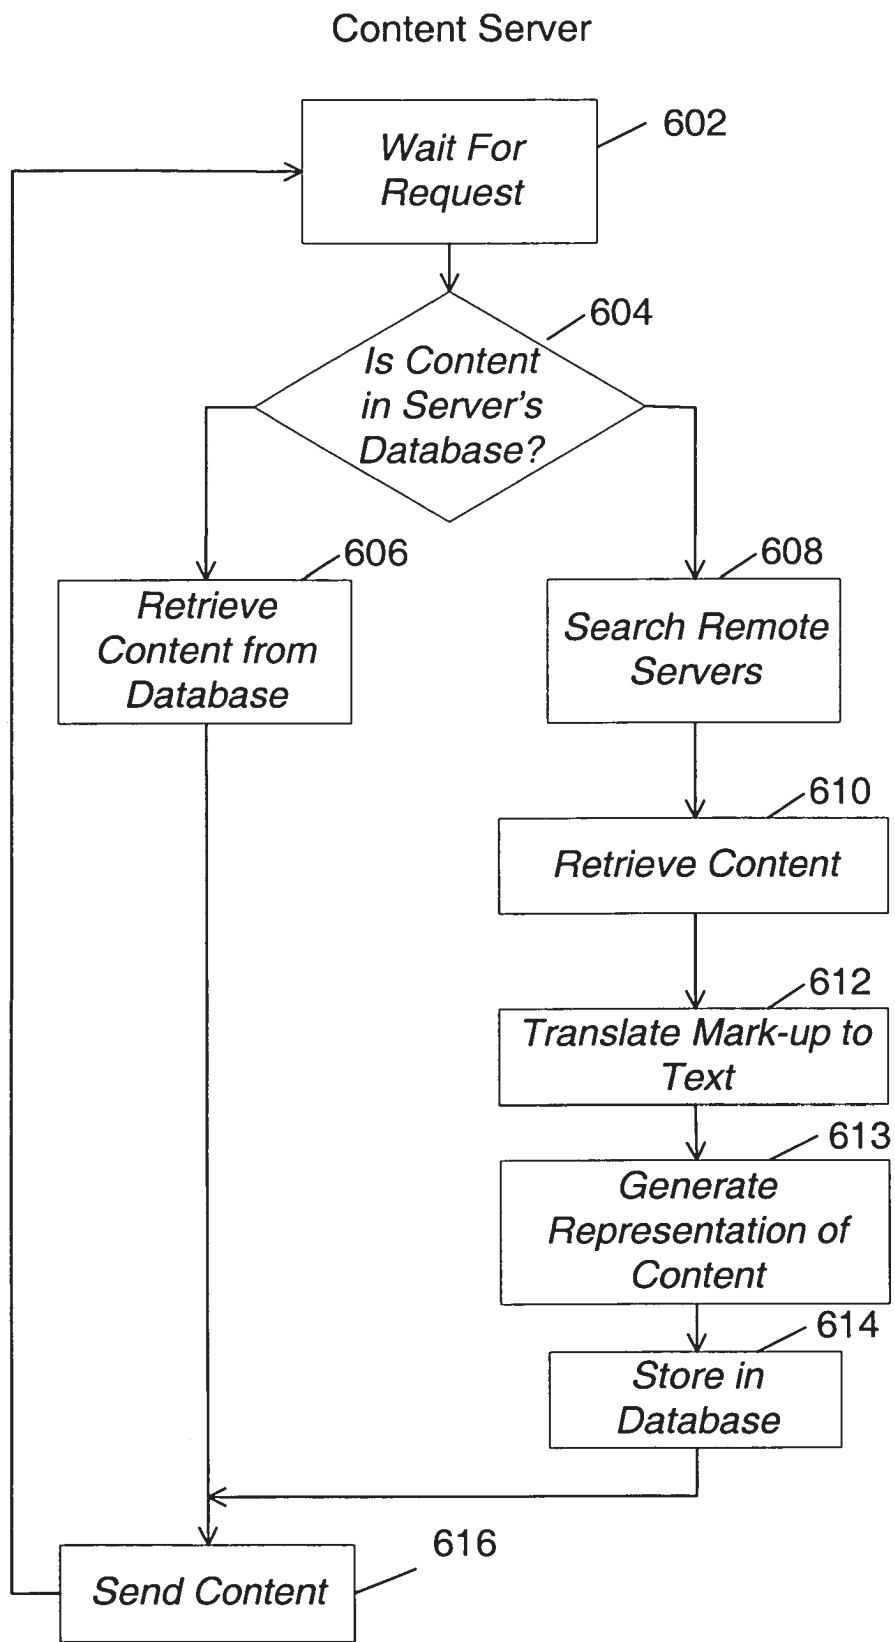 Content Server
Wait For
Request
602
604
Is Content
in Server's
Database?
606
Retrieve
Content from
Database
608
Search Remote
Servers
610
Retrieve Content
612
Translate Mark-up to
Text
613
Generate
Representation of
Content
614
Store in
Database
616
Send Content